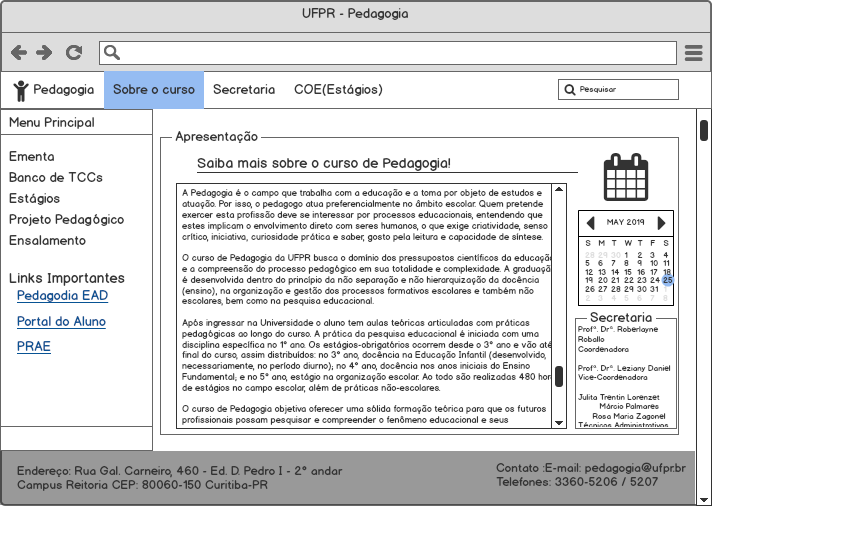 UFPR - Pedagogia
Pedagogia
Sobre o curso
Secretaria
COE(Estágios)
Pesquisar
Menu Principal
Ementa
Banco de TCCs
Estágios
Projeto Pedagógico
Ensalamento
Links Importantes
Pedagodia EAD
Portal do Aluno
PRAE
Apresentação
Saiba mais sobre o curso de Pedagogia!
A Pedagogia é o campo que trabalha com a educação e a toma por objeto de estudos e
atuação. Por isso, o pedagogo atua preferencialmente no âmbito escolar. Quem pretende
exercer esta profissão deve se interessar por processos educacionais, entendendo que
estes implicam o envolvimento direto com seres humanos, o que exige criatividade, senso
crítico, iniciativa, curiosidade prática e saber, gosto pela leitura e capacidade de síntese.
O curso de Pedagogia da UFPR busca o domínio dos pressupostos científicos da educação
e a compreensão do processo pedagógico em sua totalidade e complexidade. A graduaçã
é desenvolvida dentro do princípio da não separação e não hierarquização da docência
(ensino), na organização e gestão dos processos formativos escolares e também não
escolares, bem como na pesquisa educacional.
Após ingressar na Universidade o aluno tem aulas teóricas articuladas com práticas
pedagógicas ao longo do curso. A prática da pesquisa educacional é iniciada com uma
disciplina específica no 1° ano. Os estágios-obrigatórios ocorrem desde o 3° ano e vão até
final do curso, assim distribuídos: no 3° ano, docência na Educação Infantil (desenvolvido,
necessariamente, no período diurno); no 4° ano, docência nos anos iniciais do Ensino
Fundamental; e no 5° ano, estágio na organização escolar. Ao todo são realizadas 480 hor
de estágios no campo escolar, além de práticas não-escolares.
O curso de Pedagogia objetiva oferecer uma sólida formação teórica para que os futuros
profissionais possam pesquisar e compreender o fenômeno educacional e seus
MAY 2019
S M T W T F S
28 29 30 1 2 3 4
5 6 7 8 9 10 11
12 13 14 15 16 17 18
19 20 21 22 23 24 25
26 27 28 29 30 31 1
2 3 4 5 6 7 8
Secretaria
Profª. Drª. Roberlayne
Roballo
Coordenadora
Profª. Drª. Leziany Daniel
Vice-Coordenadora
Julita Trentin Lorenzet
Márcio Palmares
Rosa Maria Zagonel
Técnicos Administrativos
Endereço: Rua Gal. Carneiro, 460 - Ed. D. Pedro I - 2° andar
Campus Reitoria CEP: 80060-150 Curitiba-PR
Contato :E-mail: pedagogia@ufpr.br
Telefones: 3360-5206 / 5207